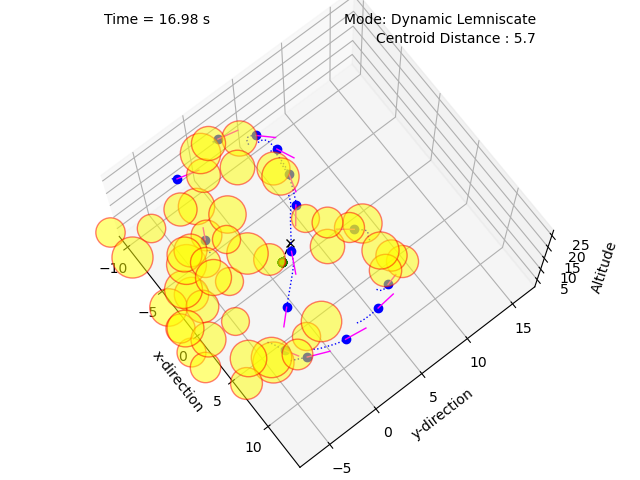 Time = 16.98 s
Mode: Dynamic Lemniscate
Centroid Distance : 5.7
25
20
15
10
5
Altitude
−10
−5
0
5
10
x-direction
15
10
5
0
−5
y-direction